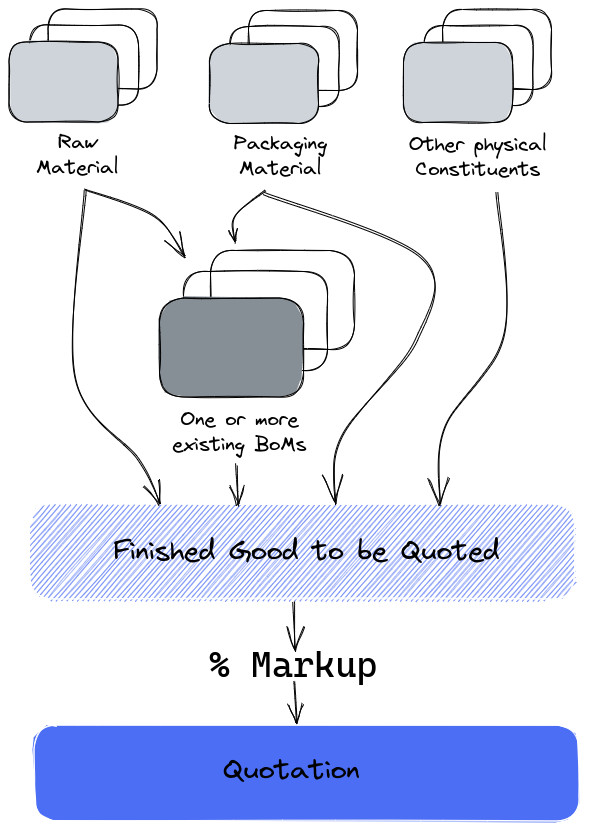 Raw
Material
Packaging
Material
Other physical
Constituents
One or more
existing BoMs
Finished Good to be Quoted
% Markup
Quotation